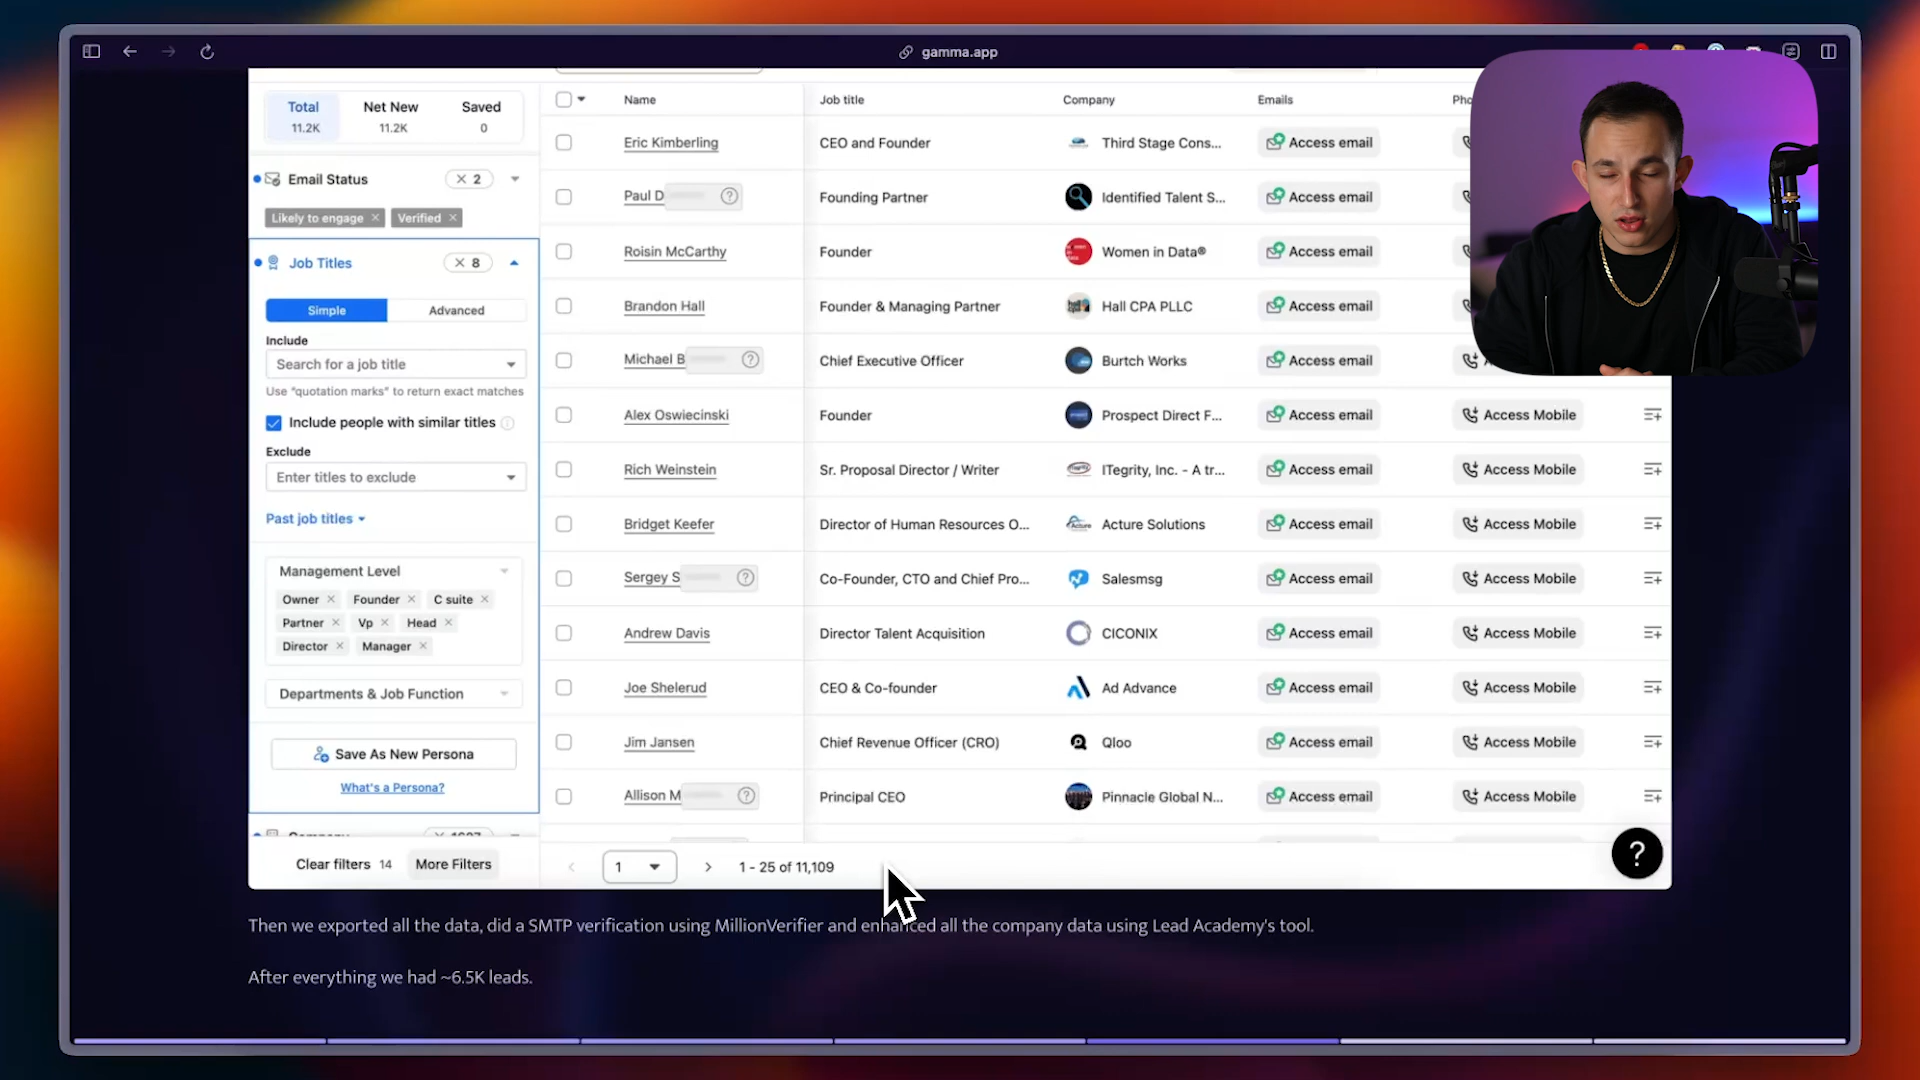 gamma.app
Total
11.2K
Net New
11.2K
Saved
0
Email Status
2
Likely to engage
Verified
Job Titles
8
Simple
Advanced
Include
Search for a job title
Use "quotation marks" to return exact matches
Include people with similar titles
Exclude
Enter titles to exclude
Past job titles
Management Level
Owner Founder C suite
Partner Vp Head
Director Manager
Departments & Job Function
Save As New Persona
What's a Persona?
Clear filters 14 More Filters
Name Job title Company Emails
Eric Kimberling CEO and Founder Third Stage Cons... Access email
Paul D Founding Partner Identified Talent S... Access email
Roisin McCarthy Founder Women in Data® Access email
Brandon Hall Founder & Managing Partner Hall CPA PLLC Access email
Michael B Chief Executive Officer Burtch Works Access email
Alex Oswiecinski Founder Prospect Direct F... Access email Access Mobile
Rich Weinstein Sr. Proposal Director / Writer ITegrity, Inc. - A tr... Access email Access Mobile
Bridget Keefer Director of Human Resources O... Acture Solutions Access email Access Mobile
Sergey S Co-Founder, CTO and Chief Pro... Salesmsg Access email Access Mobile
Andrew Davis Director Talent Acquisition CICONIX Access email Access Mobile
Joe Shelerud CEO & Co-founder Ad Advance Access email Access Mobile
Jim Jansen Chief Revenue Officer (CRO) Qloo Access email Access Mobile
Allison M Principal CEO Pinnacle Global N... Access email Access Mobile
1
1 - 25 of 11,109
?
Then we exported all the data, did a SMTP verification using MillionVerifier and enhanced all the company data using Lead Academy's tool.
After everything we had ~6.5K leads.